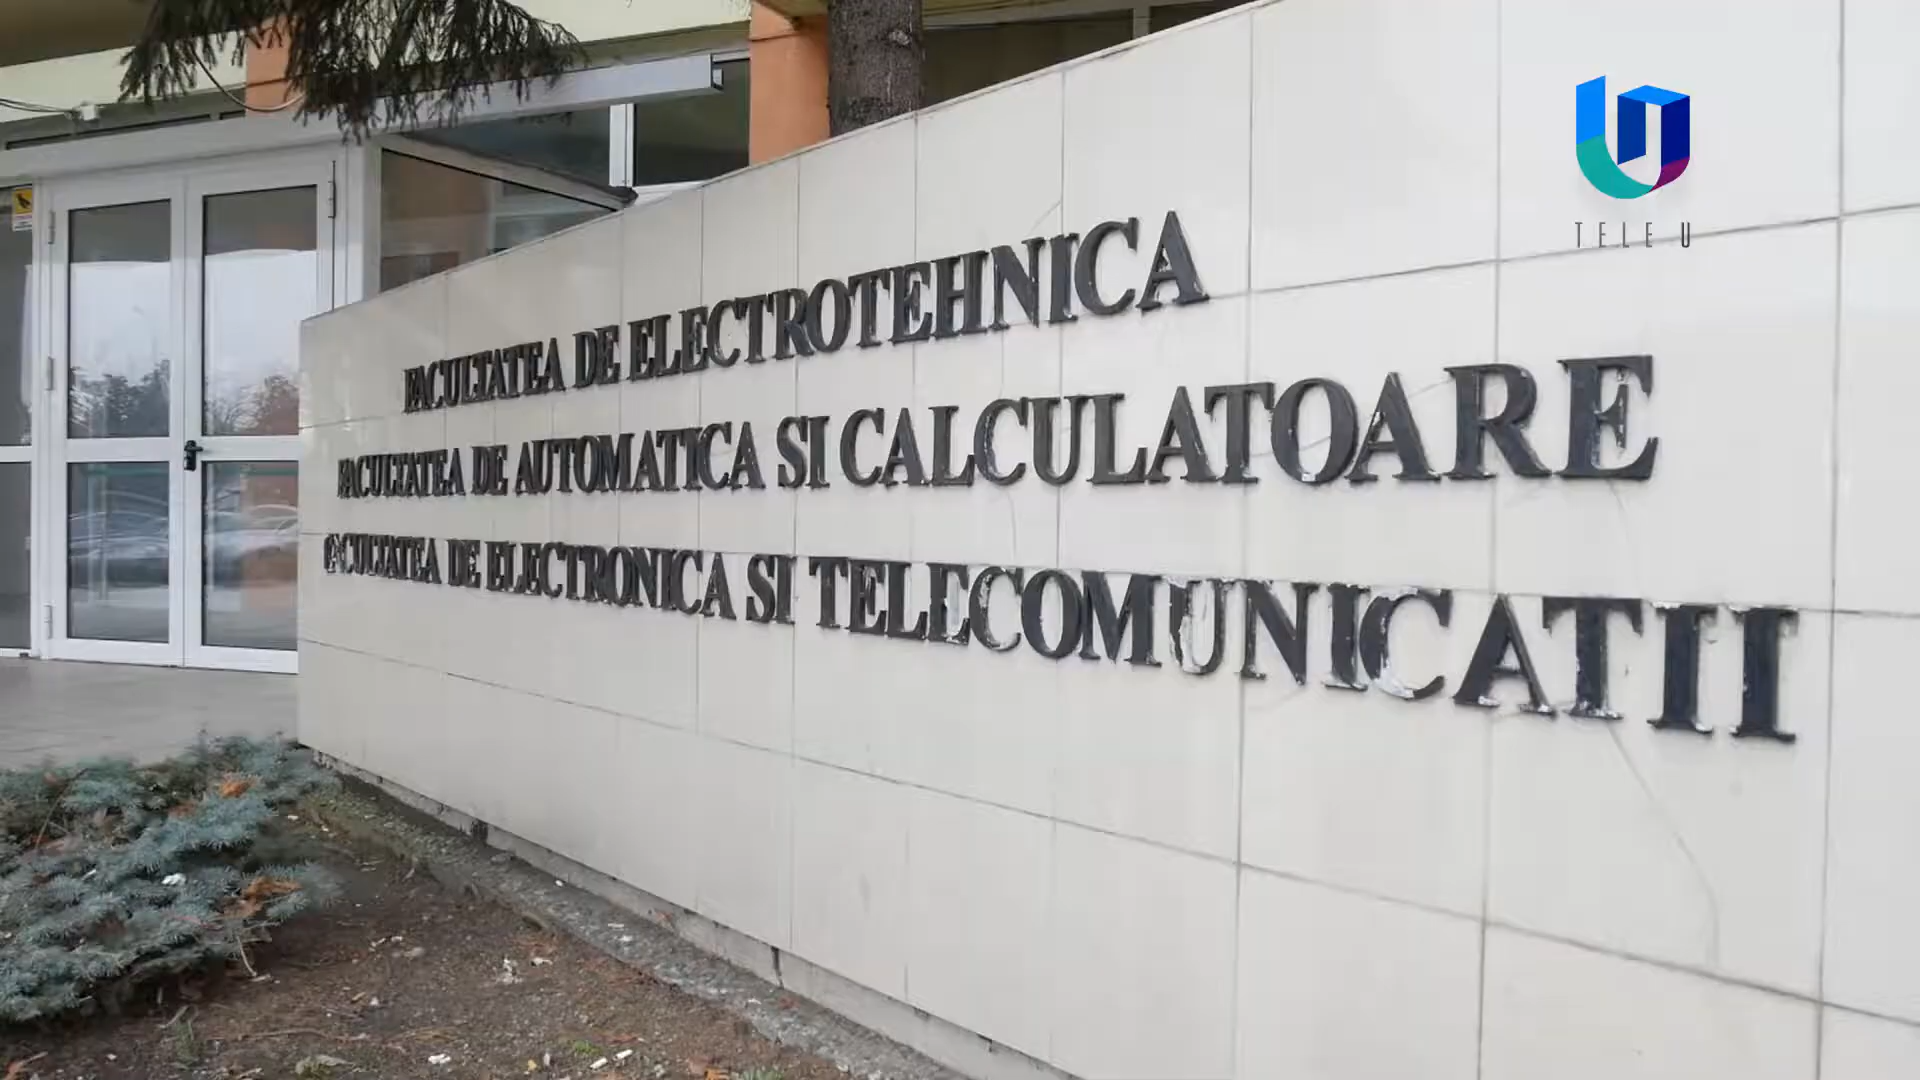 TELE U
FACULTATEA DE ELECTROTEHNICA
FACULTATEA DE AUTOMATICA SI CALCULATOARE
FACULTATEA DE ELECTRONICA SI TELECOMUNICATII